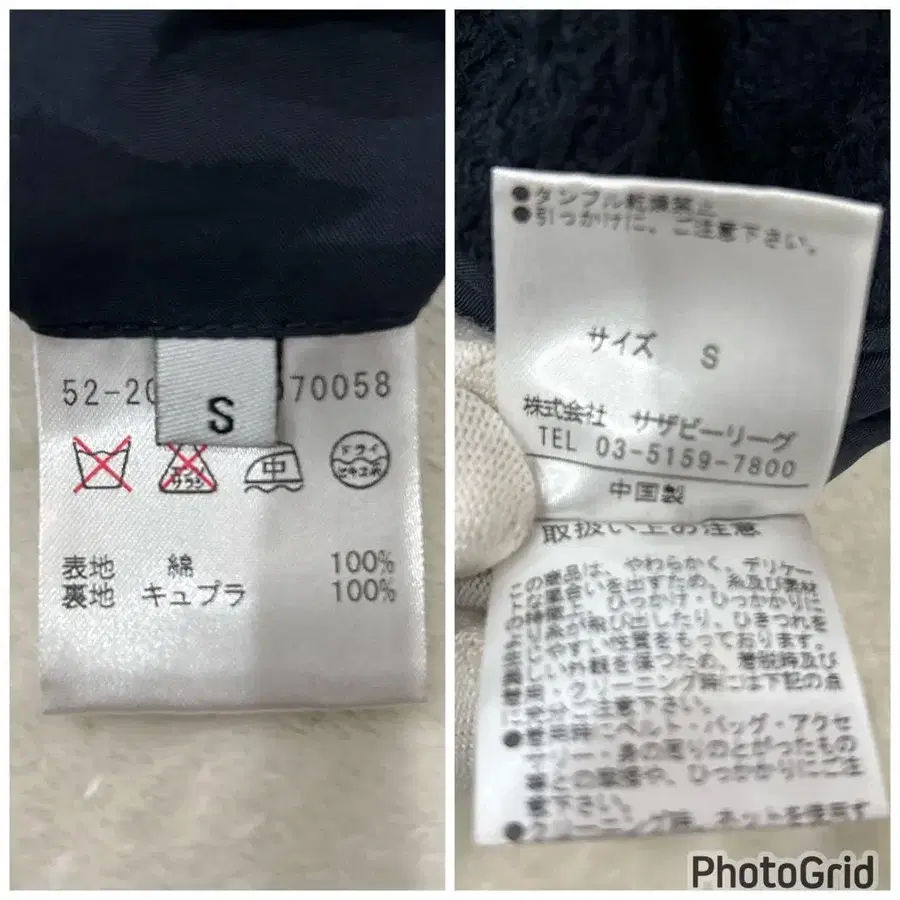 52-20
70058
S
中
ドライ
表地 綿 100%
裏地 キュプラ 100%
●タンブル乾燥禁止
●引っかけに、ご注意下さい。
サイズ S
株式会社 サザビーリーグ
TEL 03-5159-7800
中国製
取扱い上の注意
この商品は、やわらかく、デリケー
トな風合いを出すため、糸及び素材
の特徴上、ひっかけ、ひっかかりに
より糸が飛び出したり、ひきつれを
しやすい性質をもっております。
しい外観を保つため、着脱時及び
着用・クリーニング時には下記の点
に下さい。
●着用時にベルト・バッグ・アクセ
サリー・身の周りのとがったもの
等との や、ひっかかりにご注
意下さい。
●クリーニング時、ネットを使用す
PhotoGrid